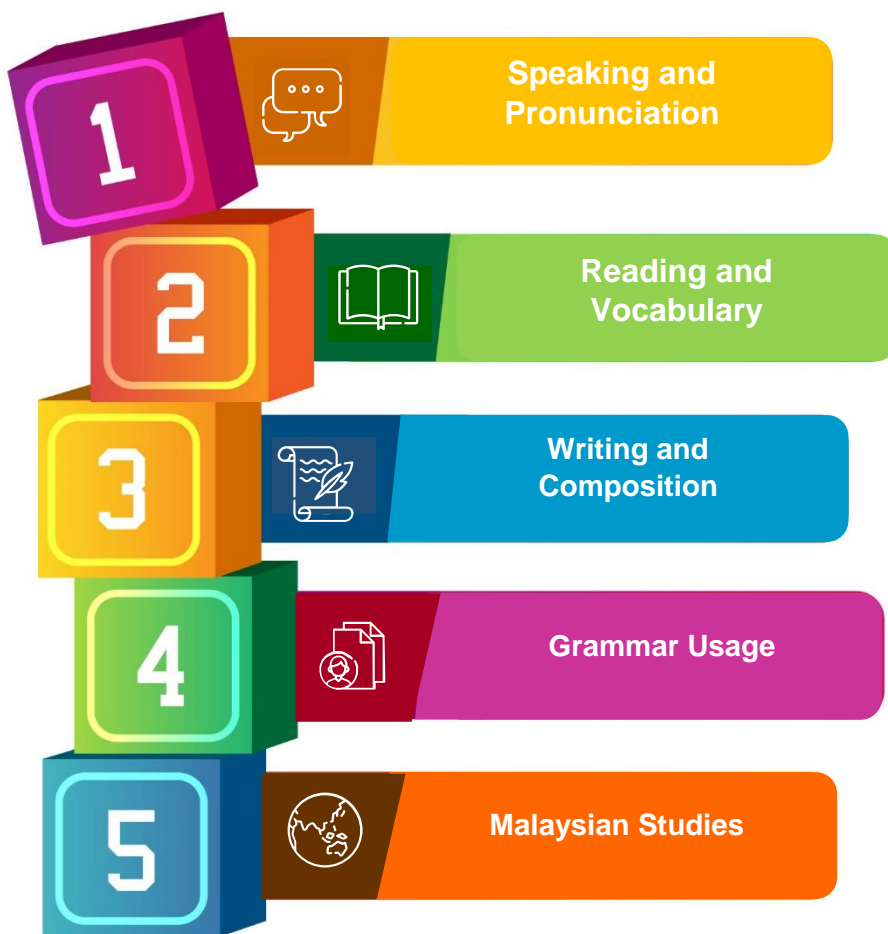 1
Speaking and
Pronunciation
2
Reading and
Vocabulary
3
Writing and
Composition
4
Grammar Usage
5
Malaysian Studies